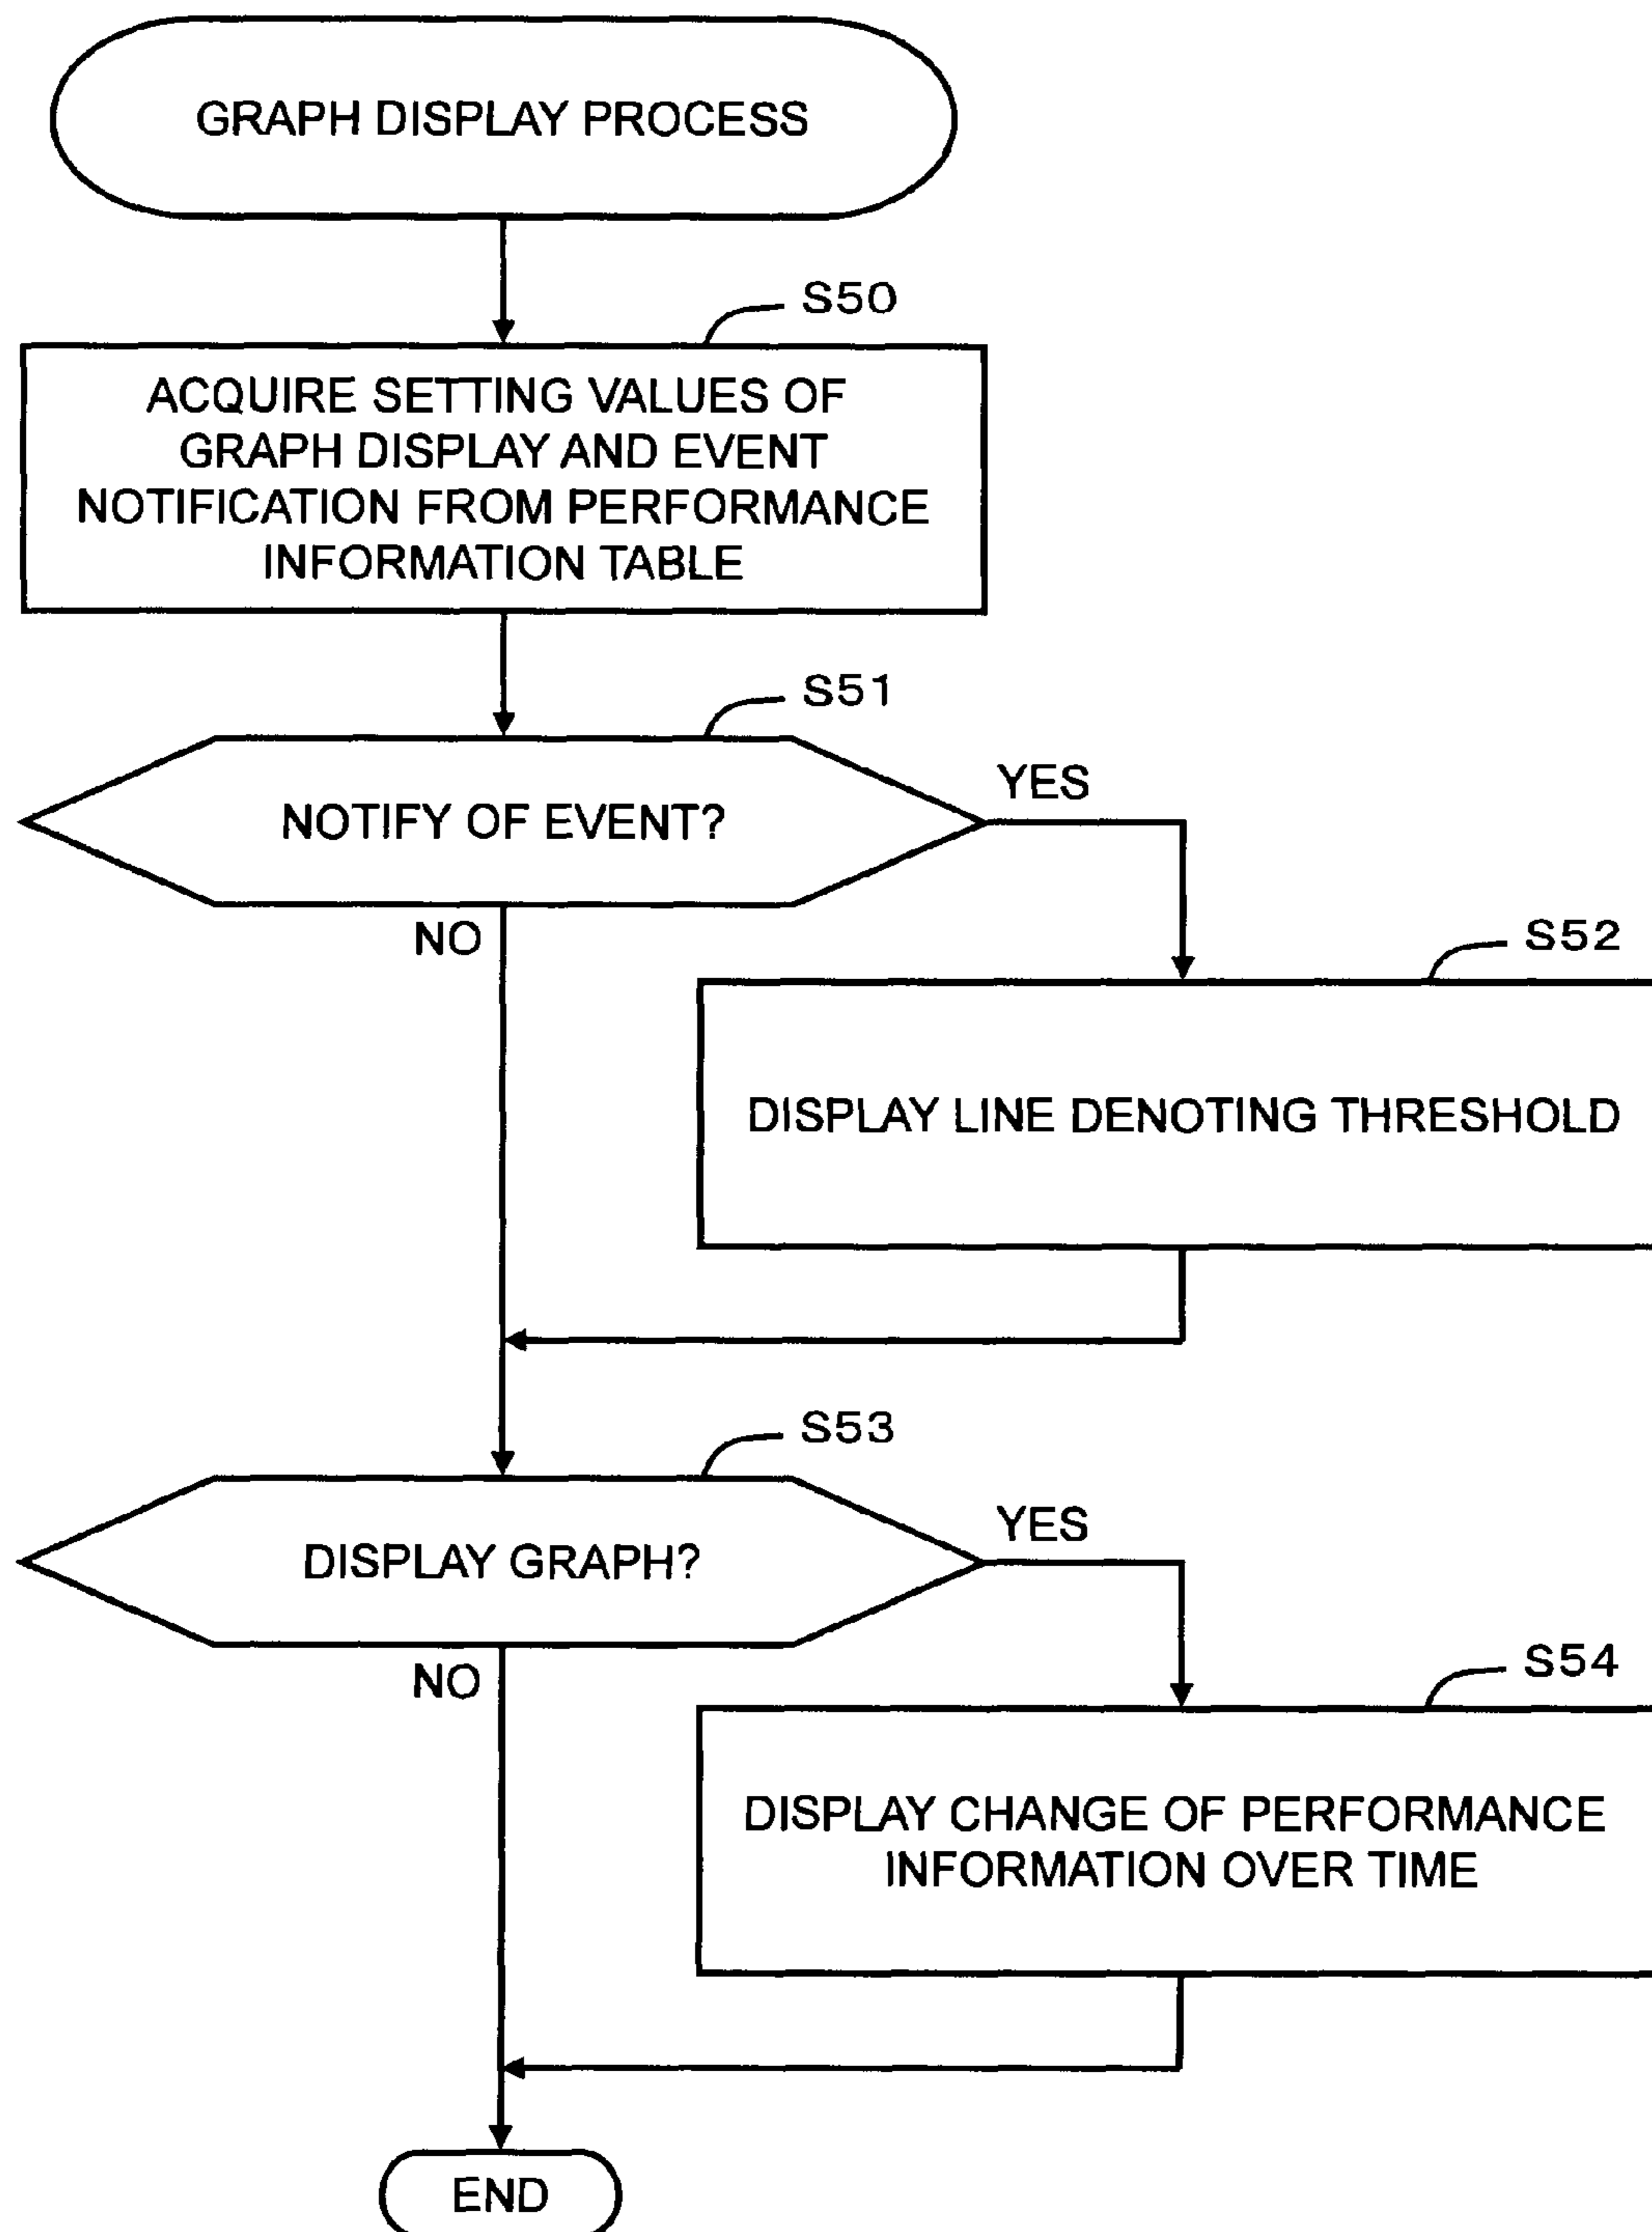 GRAPH DISPLAY PROCESS
S50
ACQUIRE SETTING VALUES OF
GRAPH DISPLAY AND EVENT
NOTIFICATION FROM PERFORMANCE
INFORMATION TABLE
S51
NOTIFY OF EVENT?
YES
NO
S52
DISPLAY LINE DENOTING THRESHOLD
S53
DISPLAY GRAPH?
YES
NO
S54
DISPLAY CHANGE OF PERFORMANCE
INFORMATION OVER TIME
END